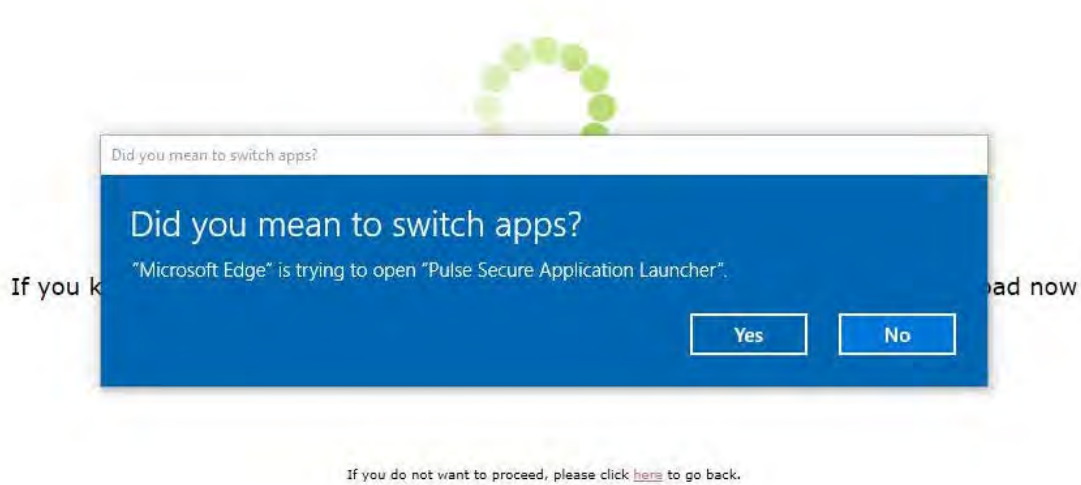 Did you mean to switch apps?
Did you mean to switch apps?
"Microsoft Edge" is trying to open "Pulse Secure Application Launcher".
If you k
oad now
Yes
No
If you do not want to proceed, please click here to go back.